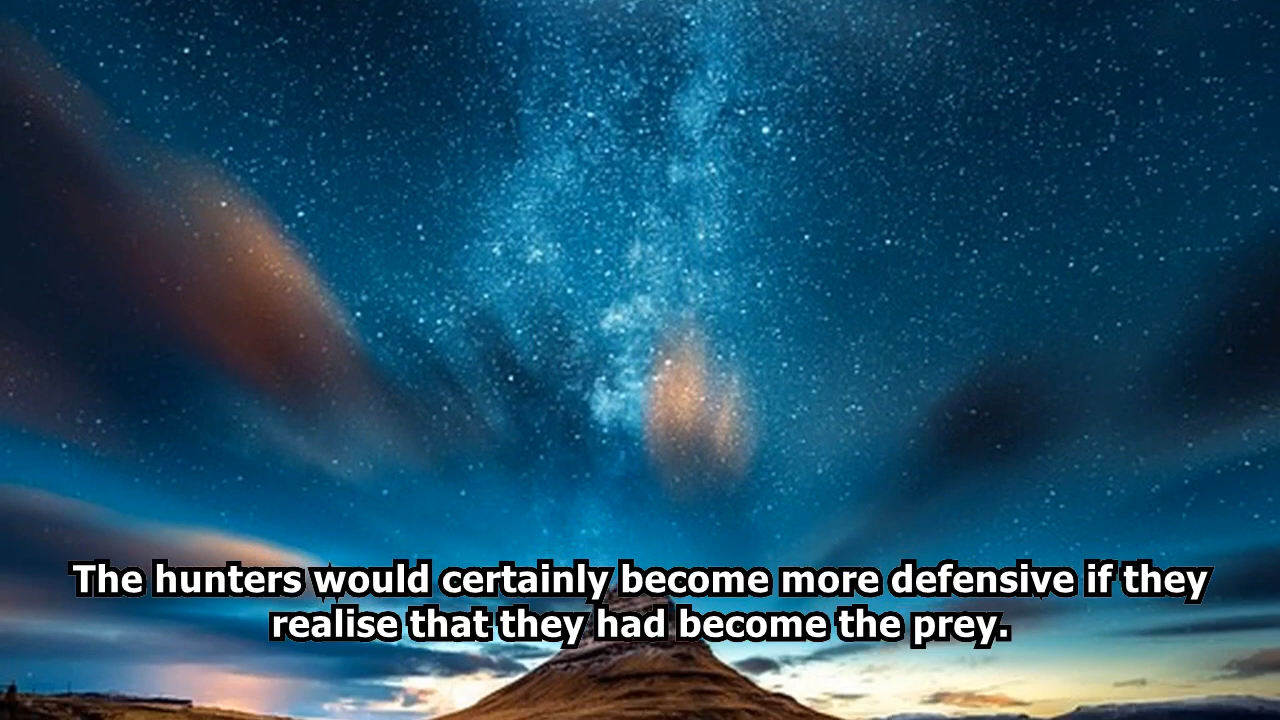 The hunters would certainly become more defensive if they
realise that they had become the prey.